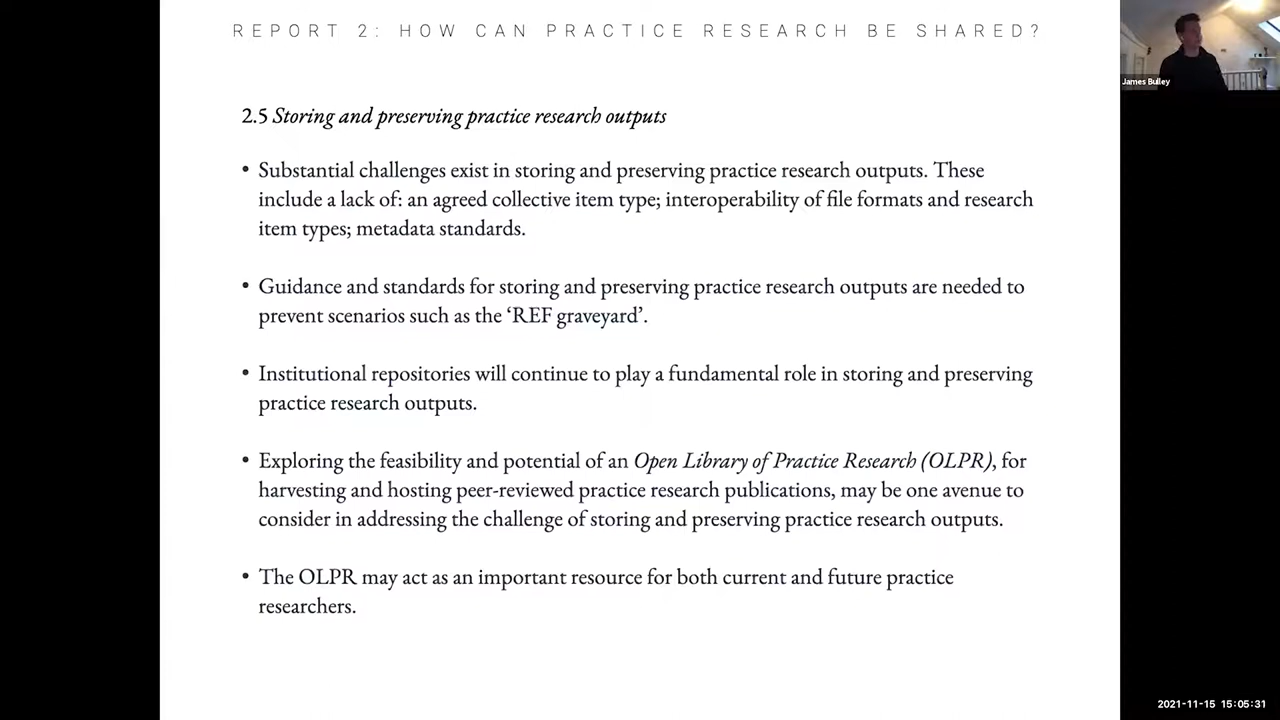 REPORT 2: HOW CAN PRACTICE RESEARCH BE SHARED?
James Bulley
2.5 Storing and preserving practice research outputs
• Substantial challenges exist in storing and preserving practice research outputs. These
include a lack of: an agreed collective item type; interoperability of file formats and research
item types; metadata standards.
• Guidance and standards for storing and preserving practice research outputs are needed to
prevent scenarios such as the ‘REF graveyard’.
• Institutional repositories will continue to play a fundamental role in storing and preserving
practice research outputs.
• Exploring the feasibility and potential of an Open Library of Practice Research (OLPR), for
harvesting and hosting peer-reviewed practice research publications, may be one avenue to
consider in addressing the challenge of storing and preserving practice research outputs.
• The OLPR may act as an important resource for both current and future practice
researchers.
2021-11-15 15:05:31